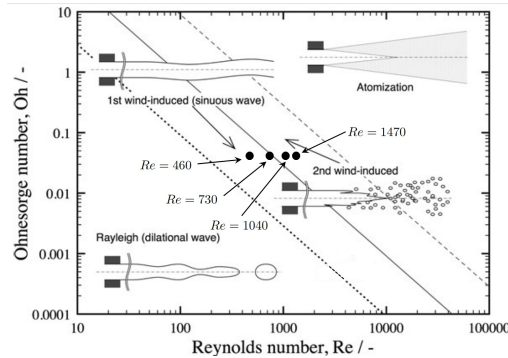 Ohnesorge number, Oh / -
10
1
0.1
0.01
0.001
0.0001
1st wind-induced (sinuous wave)
Atomization
Re = 460
Re = 730
Re = 1040
Re = 1470
2nd wind-induced
Rayleigh (dilational wave)
10
100
1000
10000
100000
Reynolds number, Re / -